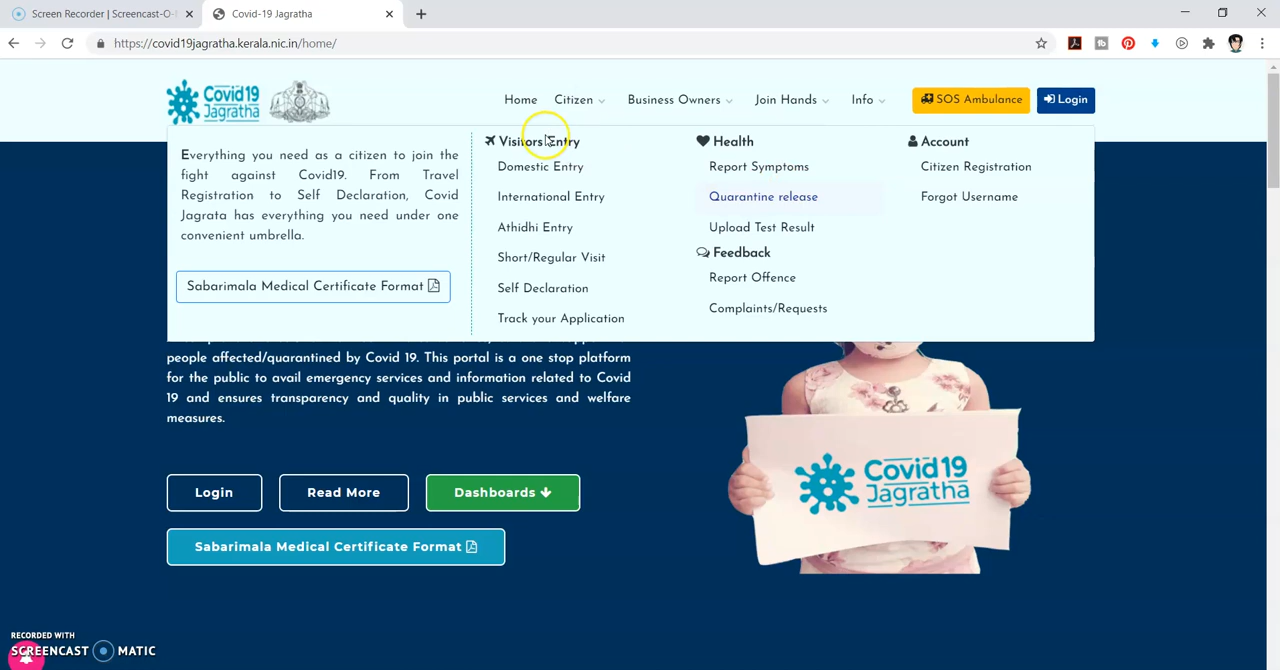 Screen Recorder | Screencast-O-
Covid-19 Jagratha
https://covid19jagratha.kerala.nic.in/home/
Covid19 Jagratha
Home
Citizen
Business Owners
Join Hands
Info
SOS Ambulance
Login
Everything you need as a citizen to join the
fight against Covid19. From Travel
Registration to Self Declaration, Covid
Jagrata has everything you need under one
convenient umbrella.
Sabarimala Medical Certificate Format
Visitors Entry
Domestic Entry
International Entry
Athidhi Entry
Short/Regular Visit
Self Declaration
Track your Application
Health
Report Symptoms
Quarantine release
Upload Test Result
Feedback
Report Offence
Complaints/Requests
Account
Citizen Registration
Forgot Username
people affected/quarantined by Covid 19. This portal is a one stop platform
for the public to avail emergency services and information related to Covid
19 and ensures transparency and quality in public services and welfare
measures.
Login
Read More
Dashboards
Sabarimala Medical Certificate Format
Covid19
Jagratha
RECORDED WITH
SCREENCAST MATIC